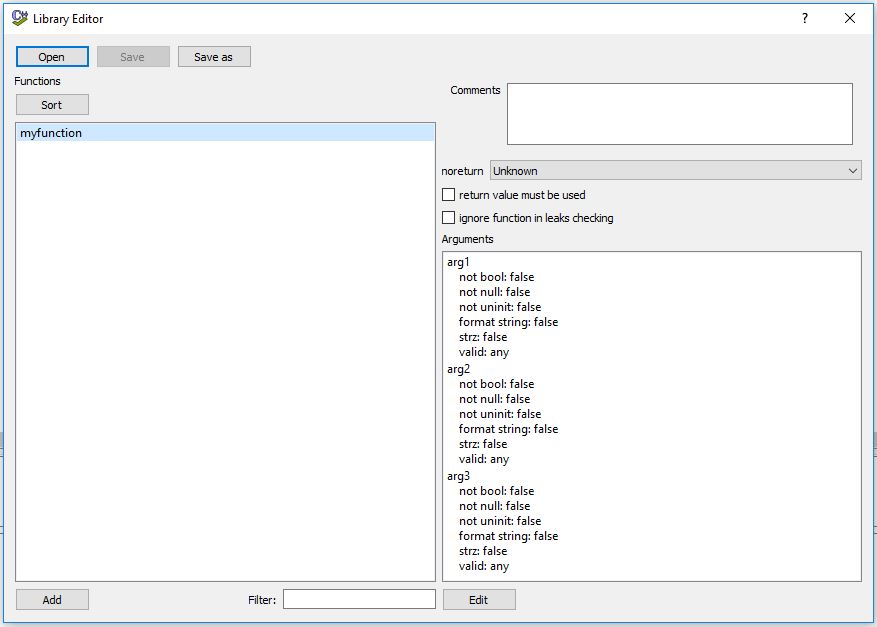 Library Editor
?
Open
Save
Save as
Functions
Sort
myfunction
Comments
noreturn
Unknown
return value must be used
ignore function in leaks checking
Arguments
arg1
not bool: false
not null: false
not uninit: false
format string: false
strz: false
valid: any
arg2
not bool: false
not null: false
not uninit: false
format string: false
strz: false
valid: any
arg3
not bool: false
not null: false
not uninit: false
format string: false
strz: false
valid: any
Add
Filter:
Edit